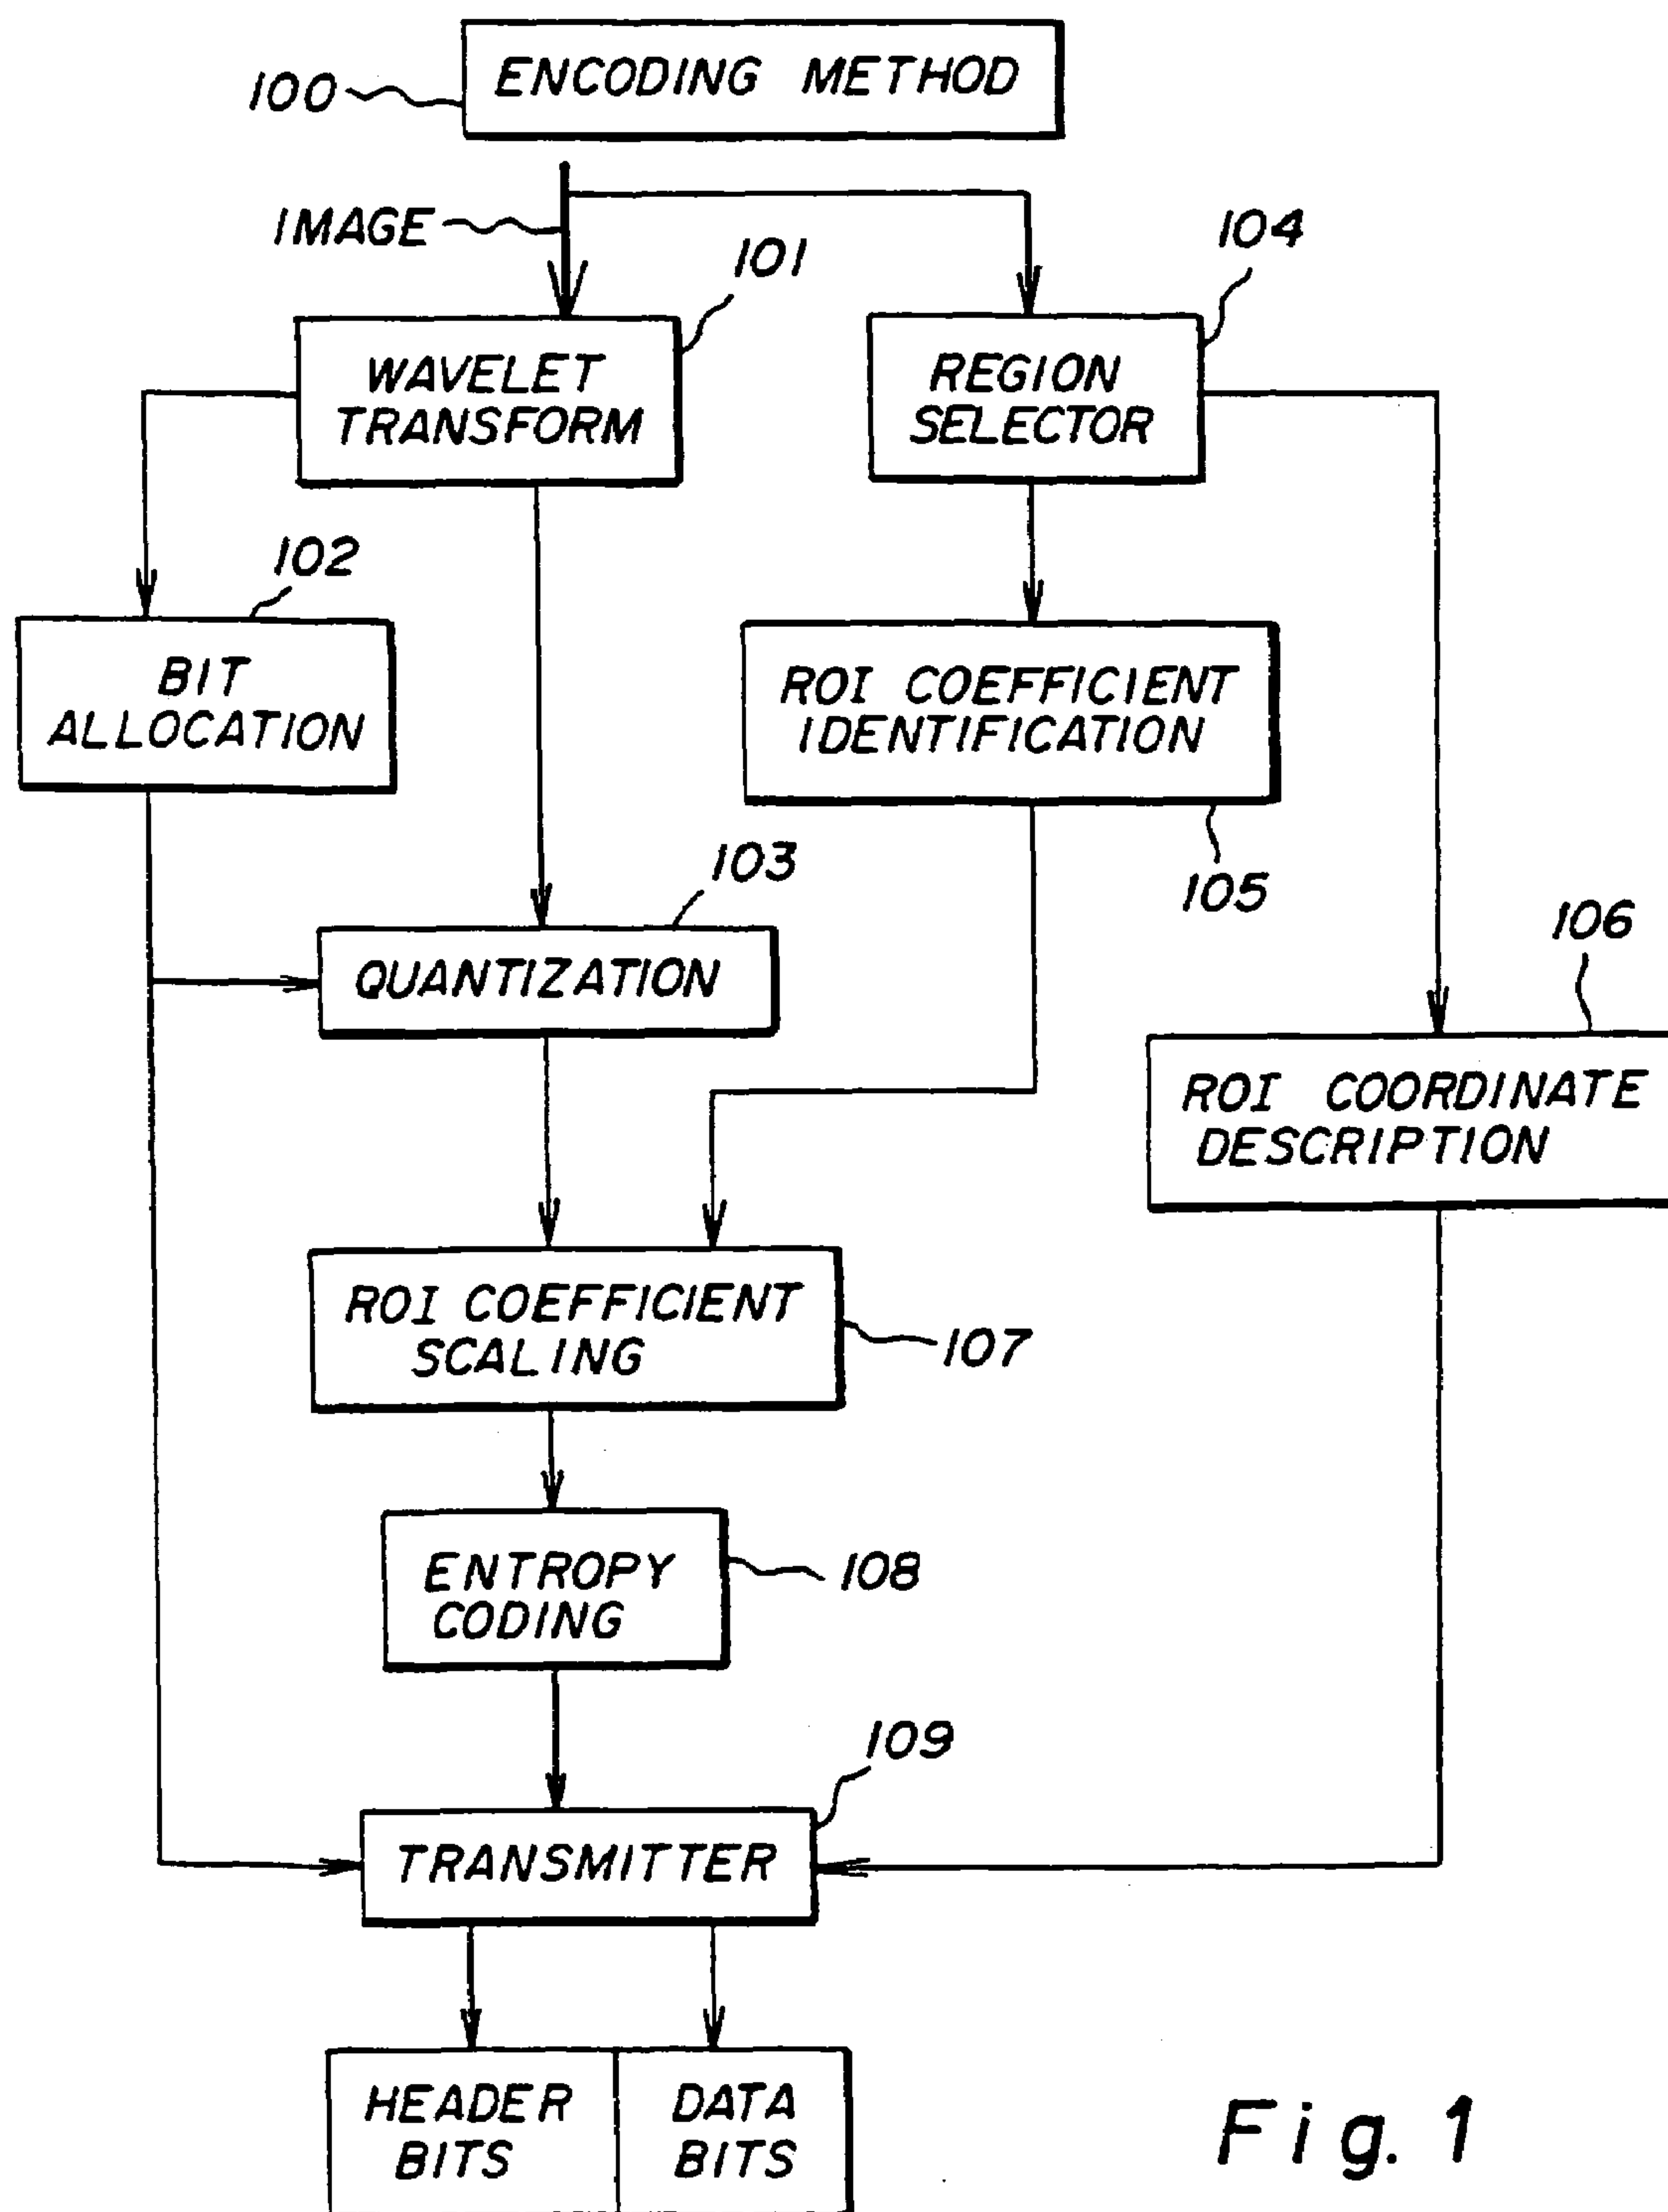 ENCODING METHOD
100
IMAGE
101
104
WAVELET
TRANSFORM
REGION
SELECTOR
102
BIT
ALLOCATION
ROI COEFFICIENT
IDENTIFICATION
103
105
106
QUANTIZATION
ROI COORDINATE
DESCRIPTION
ROI COEFFICIENT
SCALING
107
ENTROPY
CODING
108
109
TRANSMITTER
HEADER
BITS
DATA
BITS
Fig. 1